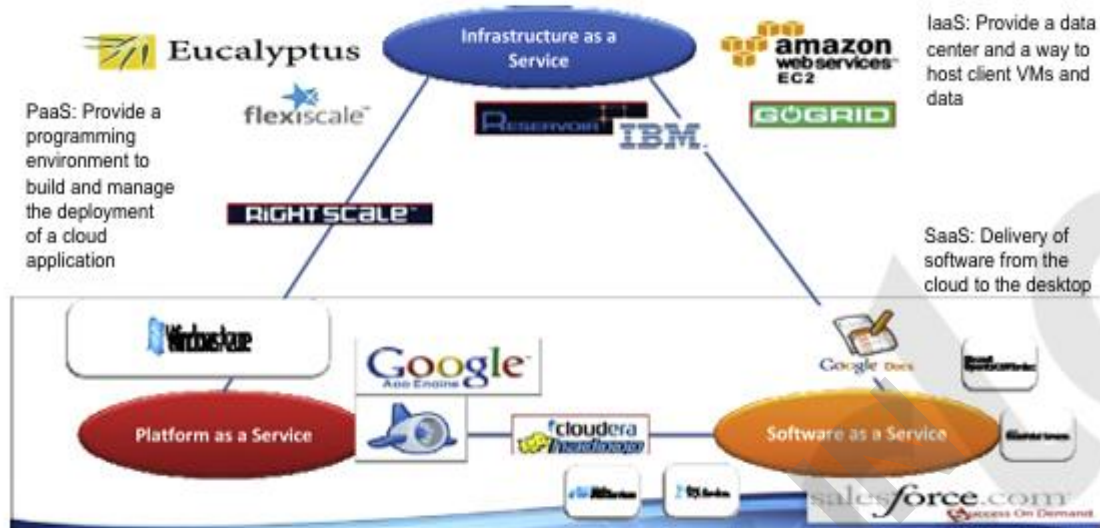 Infrastructure as a
Service
Eucalyptus
flexiscale
RESERVOIR
IBM
amazon
webservices™
EC2
GOGRID
IaaS: Provide a data
center and a way to
host client VMs and
data
PaaS: Provide a
programming
environment to
build and manage
the deployment
of a cloud
application
RIGHTSCALE
SaaS: Delivery of
software from the
cloud to the desktop
Windows Azure
Google™
App Engine
Google Docs
Platform as a Service
cloudera
hadoop
Software as a Service
salesforce.com
Success On Demand